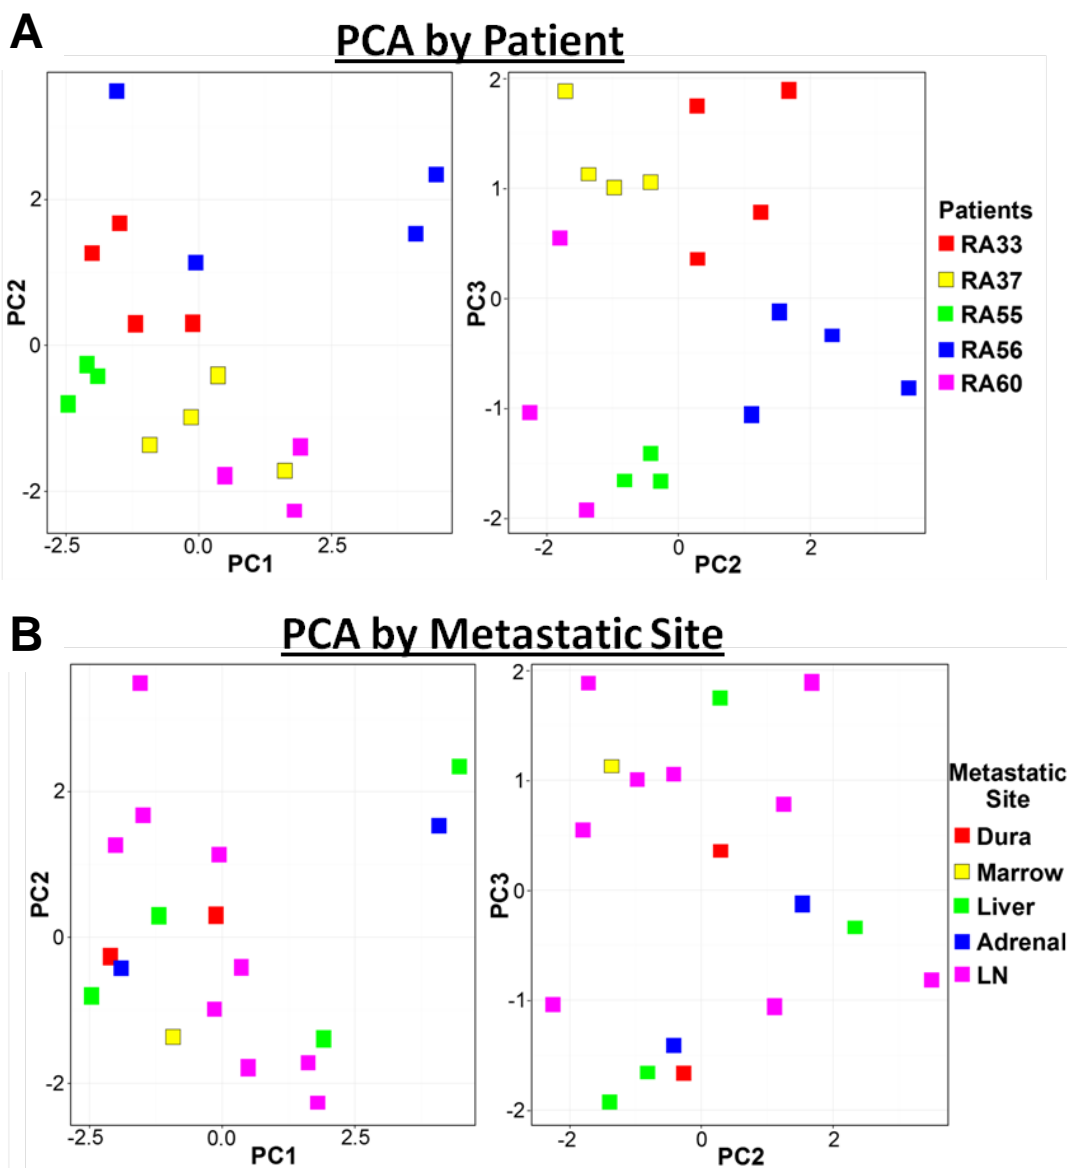 A
PCA by Patient
2
0
-2
PC2
-2.5
0.0
2.5
PC1
2
1
0
-1
-2
PC3
-2
0
2
PC2
Patients
RA33
RA37
RA55
RA56
RA60
B
PCA by Metastatic Site
2
0
-2
PC2
-2.5
0.0
2.5
PC1
2
1
0
-1
-2
PC3
-2
0
2
PC2
Metastatic
Site
Dura
Marrow
Liver
Adrenal
LN